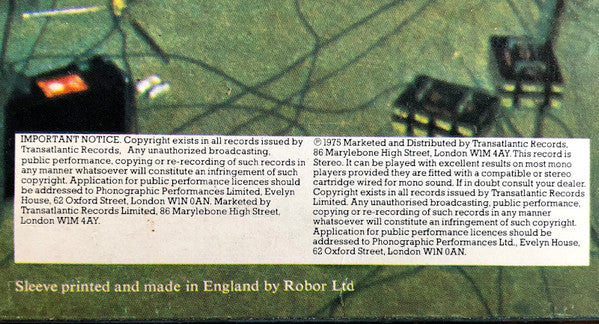 IMPORTANT NOTICE. Copyright exists in all records issued by
Transatlantic Records, Any unauthorized broadcasting,
public performance, copying or re-recording of such records in
any manner whatsoever will constitute an infringement of such
copyright. Application for public performance licences should
be addressed to Phonographic Performances Limited, Evelyn
House, 62 Oxford Street, London W1N 0AN. Marketed by
Transatlantic Records Limited, 86 Marylebone High Street,
London W1M 4AY.
℗1975 Marketed and Distributed by Transatlantic Records,
86 Marylebone High Street, London W1M 4AY. This record is
Stereo. It can be played with excellent results on most mono
players provided they are fitted with a compatible or stereo
cartridge wired for mono sound. If in doubt consult your dealer.
Copyright exists in all records issued by Transatlantic Records
Limited. Any unauthorised broadcasting, public performance,
copying or re-recording of such records in any manner
whatsoever will constitute an infringement of such copyright.
Application for public performance licences should be
addressed to Phonographic Performances Ltd., Evelyn House,
62 Oxford Street, London W1N 0AN.
Sleeve printed and made in England by Robor Ltd